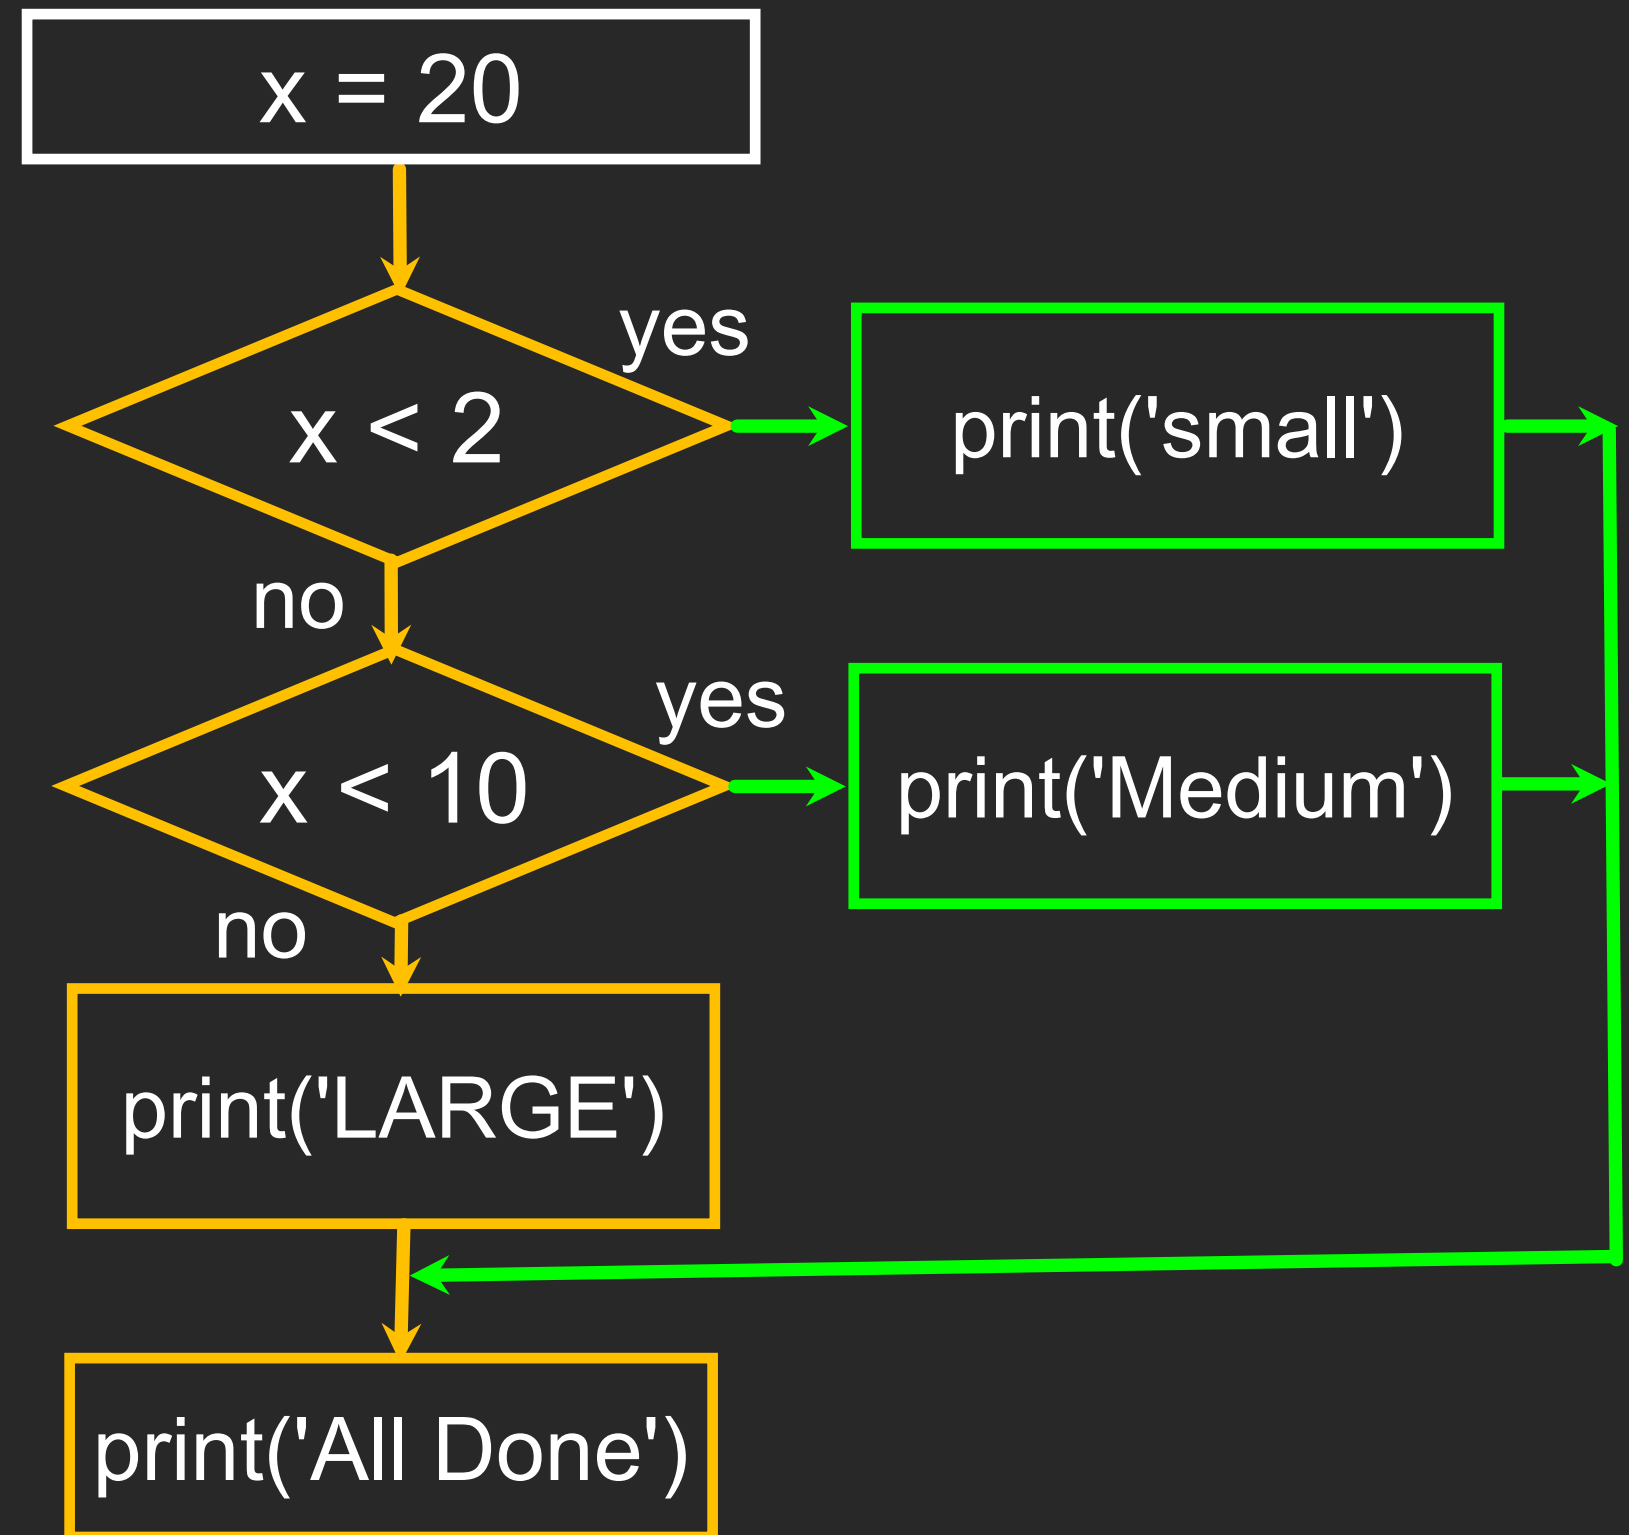 x = 20
yes
x < 2
print('small')
no
yes
x < 10
print('Medium')
no
print('LARGE')
print('All Done')